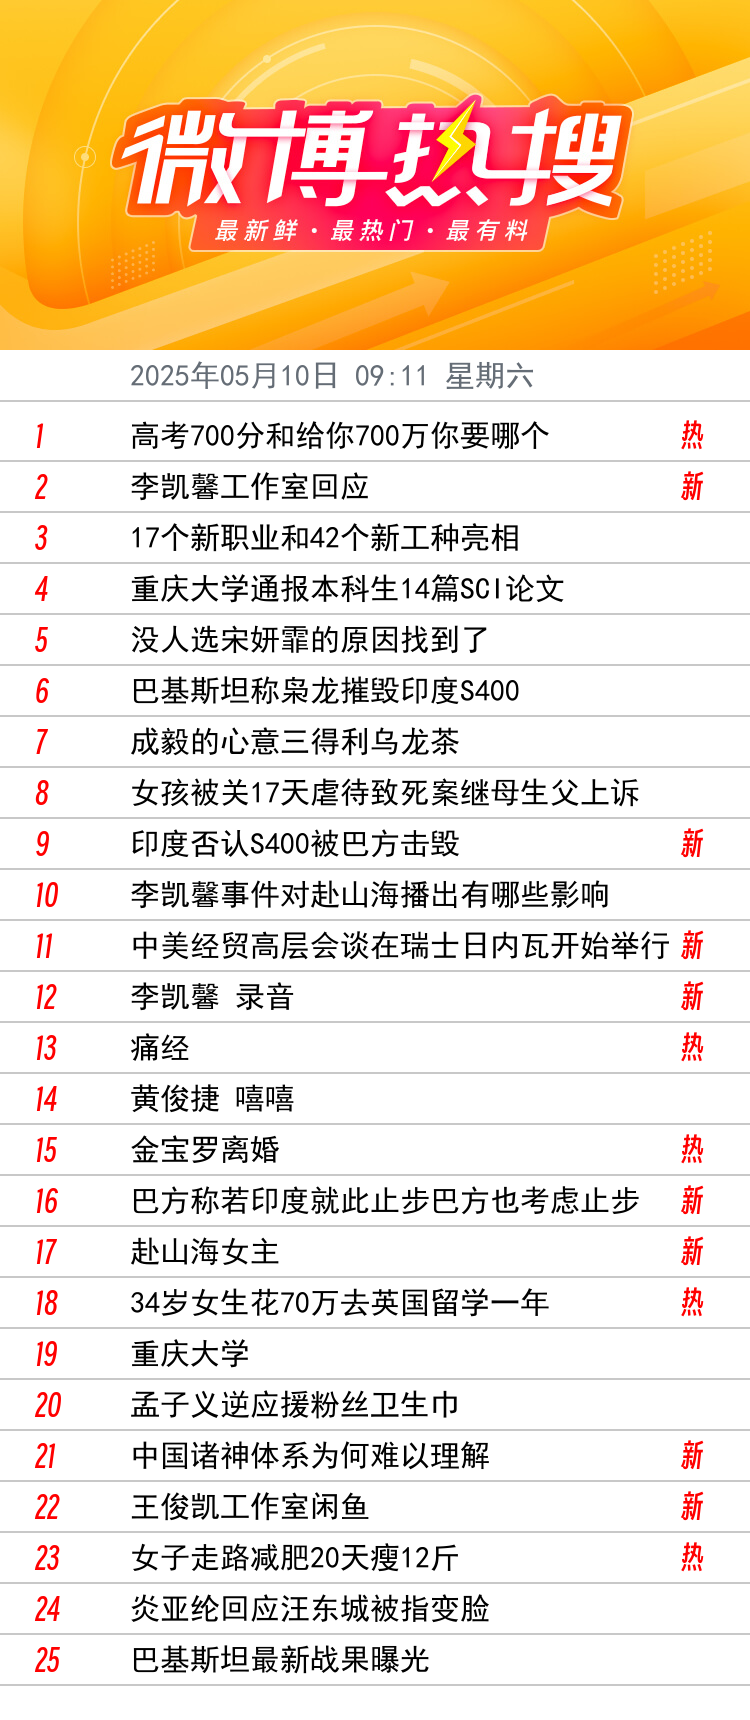 微博热搜
最新鲜·最热门·最有料
2025年05月10日 09:11 星期六
1 高考700分和给你700万你要哪个 热
2 李凯馨工作室回应 新
3 17个新职业和42个新工种亮相
4 重庆大学通报本科生14篇SCI论文
5 没人选宋妍霏的原因找到了
6 巴基斯坦称枭龙摧毁印度S400
7 成毅的心意三得利乌龙茶
8 女孩被关17天虐待致死案继母生父上诉
9 印度否认S400被巴方击毁 新
10 李凯馨事件对赴山海播出有哪些影响
11 中美经贸高层会谈在瑞士日内瓦开始举行 新
12 李凯馨 录音 新
13 痛经 热
14 黄俊捷 嘻嘻
15 金宝罗离婚 热
16 巴方称若印度就此止步巴方也考虑止步 新
17 赴山海女主 新
18 34岁女生花70万去英国留学一年 热
19 重庆大学
20 孟子义逆应援粉丝卫生巾
21 中国诸神体系为何难以理解 新
22 王俊凯工作室闲鱼 新
23 女子走路减肥20天瘦12斤 热
24 炎亚纶回应汪东城被指变脸
25 巴基斯坦最新战果曝光